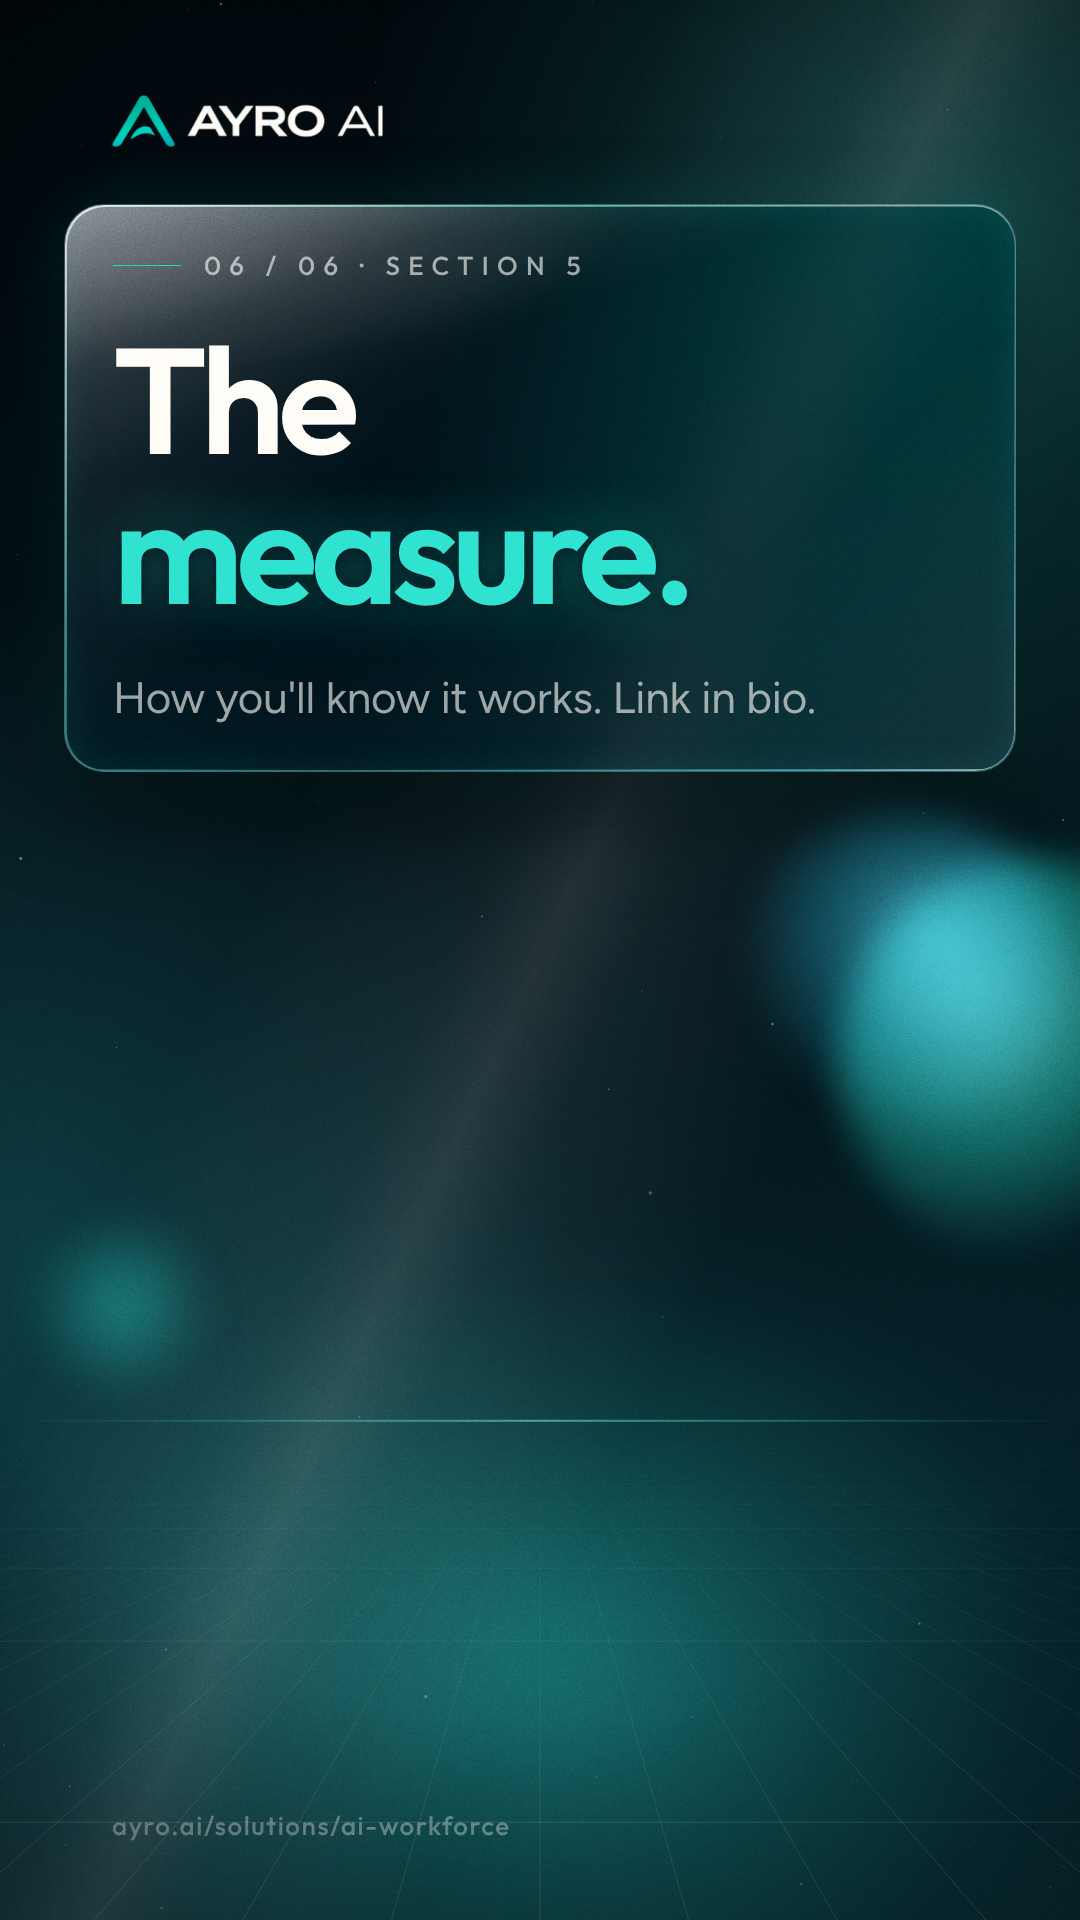 AYRO AI
06 / 06 · SECTION 5
The
measure.
How you'll know it works. Link in bio.
ayro.ai/solutions/ai-workforce